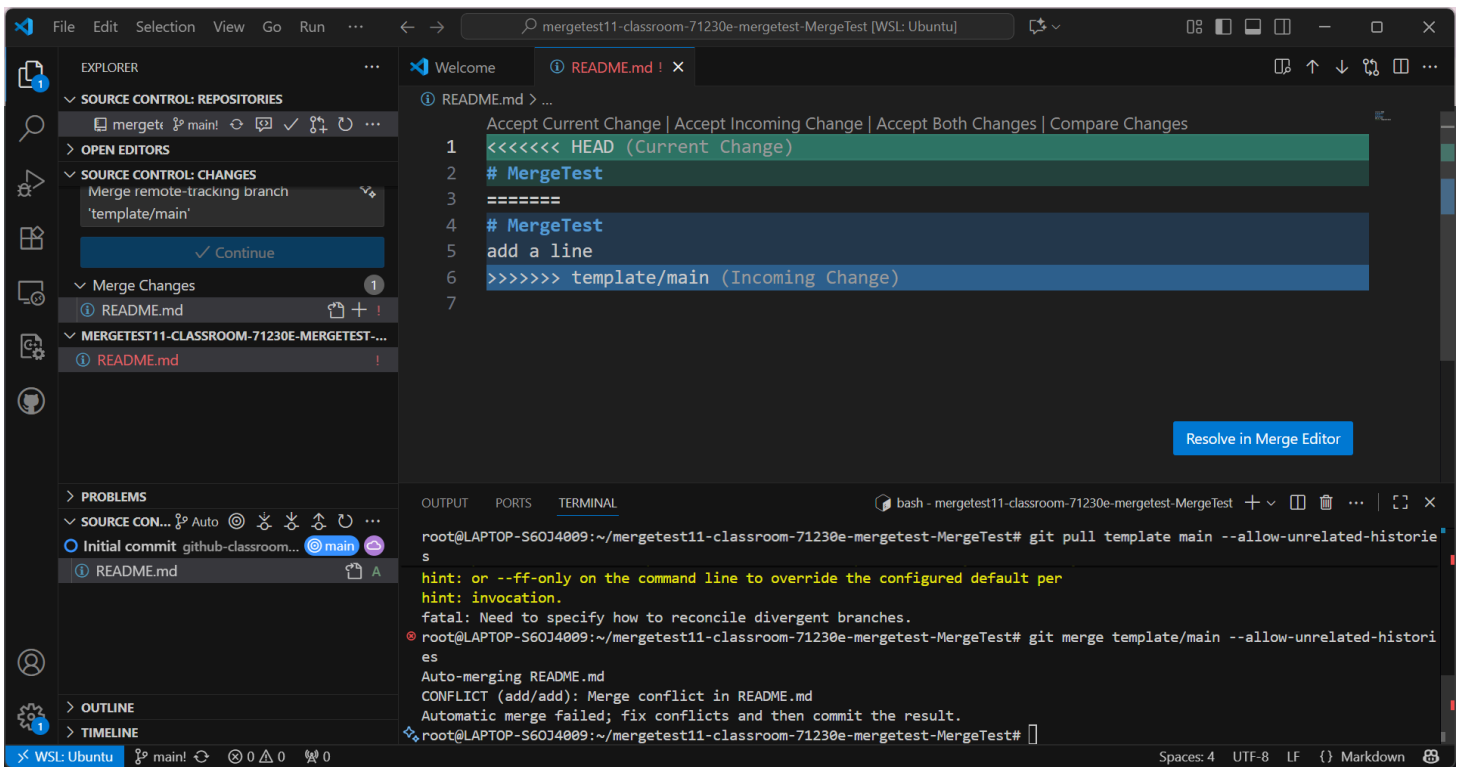 File Edit Selection View Go Run ··· mergetest11-classroom-71230e-mergetest-MergeTest [WSL: Ubuntu]
EXPLORER
SOURCE CONTROL: REPOSITORIES
mergete main!
OPEN EDITORS
SOURCE CONTROL: CHANGES
Merge remote-tracking branch
'template/main'
Continue
Merge Changes 1
README.md !
MERGETEST11-CLASSROOM-71230E-MERGETEST-...
README.md !
PROBLEMS
SOURCE CON... Auto
Initial commit github-classroom... main
README.md A
OUTLINE
TIMELINE
1
1
Welcome README.md !
README.md > ...
Accept Current Change | Accept Incoming Change | Accept Both Changes | Compare Changes
1 <<<<<<< HEAD (Current Change)
2 # MergeTest
3 =======
4 # MergeTest
5 add a line
6 >>>>>>> template/main (Incoming Change)
7
Resolve in Merge Editor
OUTPUT PORTS TERMINAL bash - mergetest11-classroom-71230e-mergetest-MergeTest
root@LAPTOP-S6OJ4009:~/mergetest11-classroom-71230e-mergetest-MergeTest# git pull template main --allow-unrelated-historie
s
hint: or --ff-only on the command line to override the configured default per
hint: invocation.
fatal: Need to specify how to reconcile divergent branches.
root@LAPTOP-S6OJ4009:~/mergetest11-classroom-71230e-mergetest-MergeTest# git merge template/main --allow-unrelated-histori
es
Auto-merging README.md
CONFLICT (add/add): Merge conflict in README.md
Automatic merge failed; fix conflicts and then commit the result.
root@LAPTOP-S6OJ4009:~/mergetest11-classroom-71230e-mergetest-MergeTest#
WSL: Ubuntu main! 0 0 0 Spaces: 4 UTF-8 LF {} Markdown